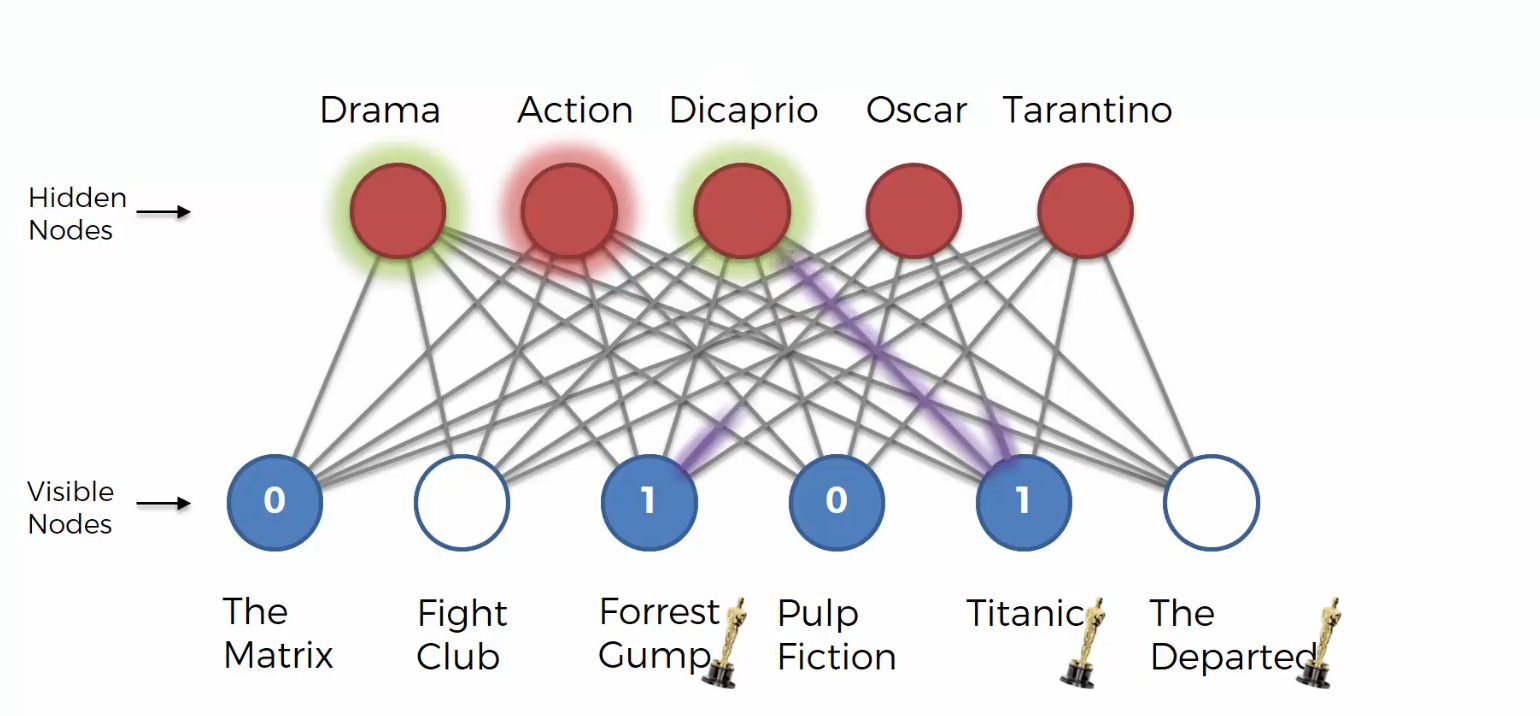 Drama Action Dicaprio Oscar Tarantino
Hidden
Nodes
Visible
Nodes
0 1 0 1
The
Matrix
Fight
Club
Forrest
Gump
Pulp
Fiction
Titanic
The
Departed